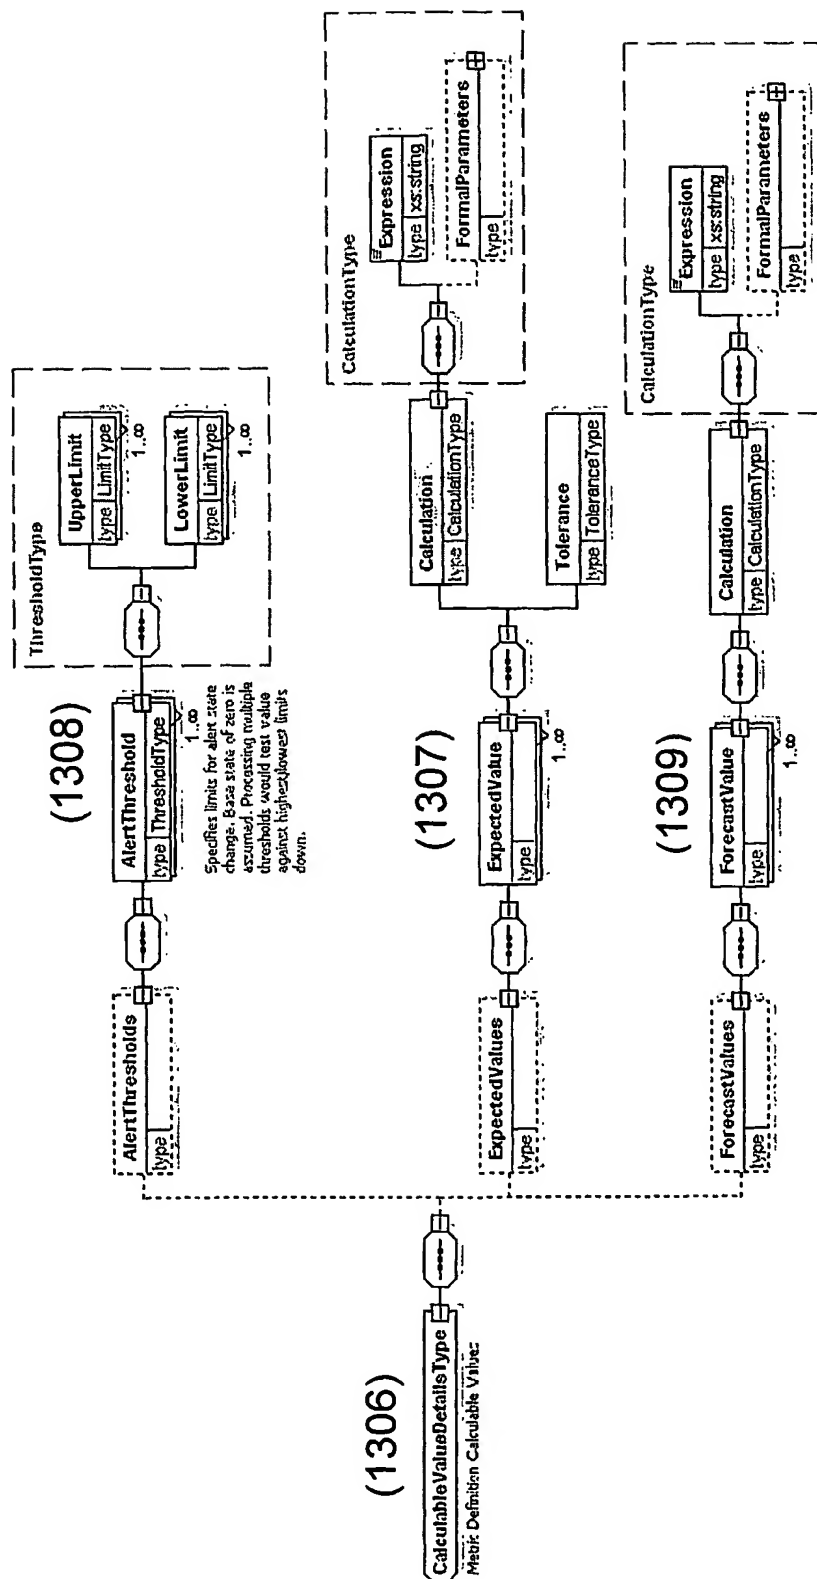 (1306)
CalculableValueDetailsType
Metric Definition Calculable Values
AlertThresholds
type
(1308)
AlertThreshold
type ThresholdType
1..∞
Specifies limits for alert state
change. Base state of zero is
assumed. Processing multiple
thresholds would test value
against highest/lowest limits
down.
ThresholdType
UpperLimit
type LimitType
1..∞
LowerLimit
type LimitType
1..∞
ExpectedValues
type
(1307)
ExpectedValue
type
1..∞
Calculation
type CalculationType
CalculationType
Expression
type xs:string
FormalParameters
type
Tolerance
type ToleranceType
ForecastValues
type
(1309)
ForecastValue
type
1..∞
Calculation
type CalculationType
CalculationType
Expression
type xs:string
FormalParameters
type